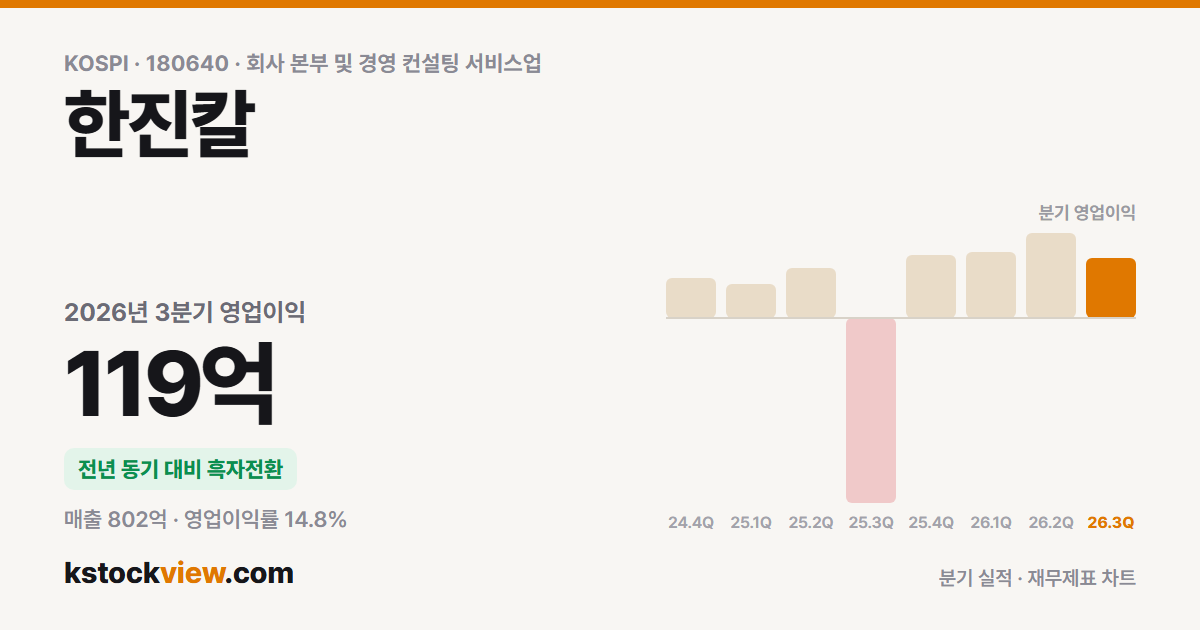 KOSPI · 180640 · 회사 본부 및 경영 컨설팅 서비스업
한진칼
분기 영업이익
2026년 3분기 영업이익
119억
전년 동기 대비 흑자전환
매출 802억 · 영업이익률 14.8%
24.4Q 25.1Q 25.2Q 25.3Q 25.4Q 26.1Q 26.2Q 26.3Q
kstockview.com
분기 실적 · 재무제표 차트